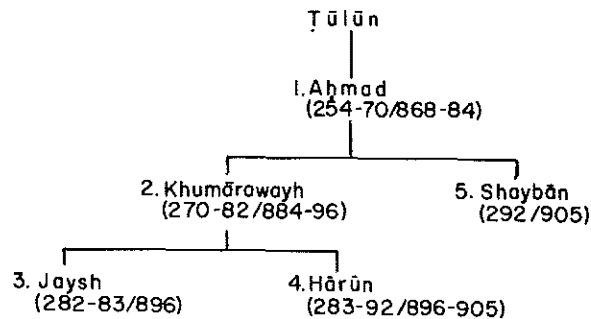 Ṭūlūn
1. Aḥmad
(254-70/868-84)
2. Khumārawayh
(270-82/884-96)
5. Shaybān
(292/905)
3. Jaysh
(282-83/896)
4. Hārūn
(283-92/896-905)